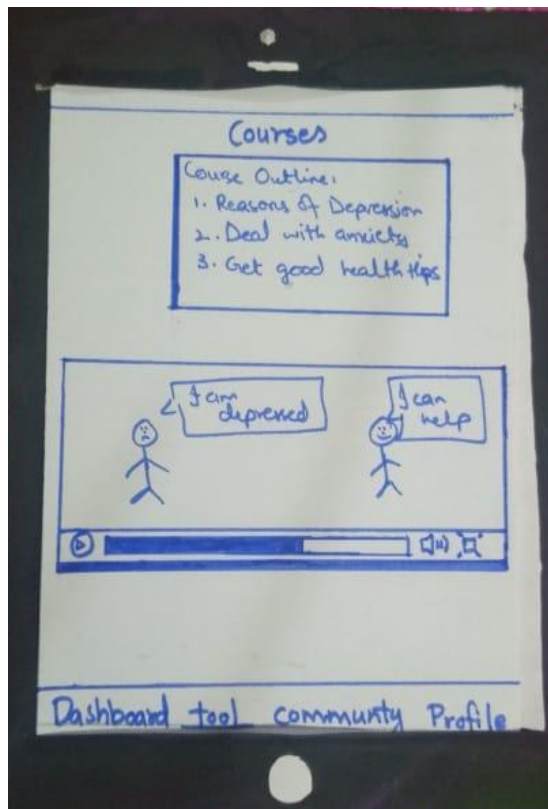 Courses
Couse Outline:
1. Reasons of Depression
2. Deal with anxiety
3. Get good health tips
I am
depressed
I can
help
Dashboard tool communty Profile